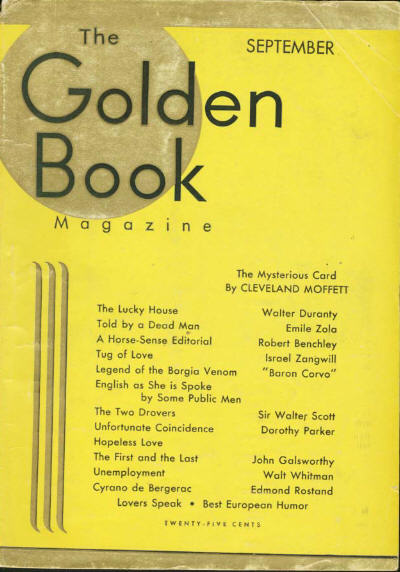 The
SEPTEMBER
Golden
Book
Magazine
The Mysterious Card
By CLEVELAND MOFFETT
The Lucky House Walter Duranty
Told by a Dead Man Emile Zola
A Horse-Sense Editorial Robert Benchley
Tug of Love Israel Zangwill
Legend of the Borgia Venom "Baron Corvo"
English as She is Spoke
by Some Public Men
The Two Drovers Sir Walter Scott
Unfortunate Coincidence Dorothy Parker
Hopeless Love
The First and the Last John Galsworthy
Unemployment Walt Whitman
Cyrano de Bergerac Edmond Rostand
Lovers Speak • Best European Humor
TWENTY-FIVE CENTS